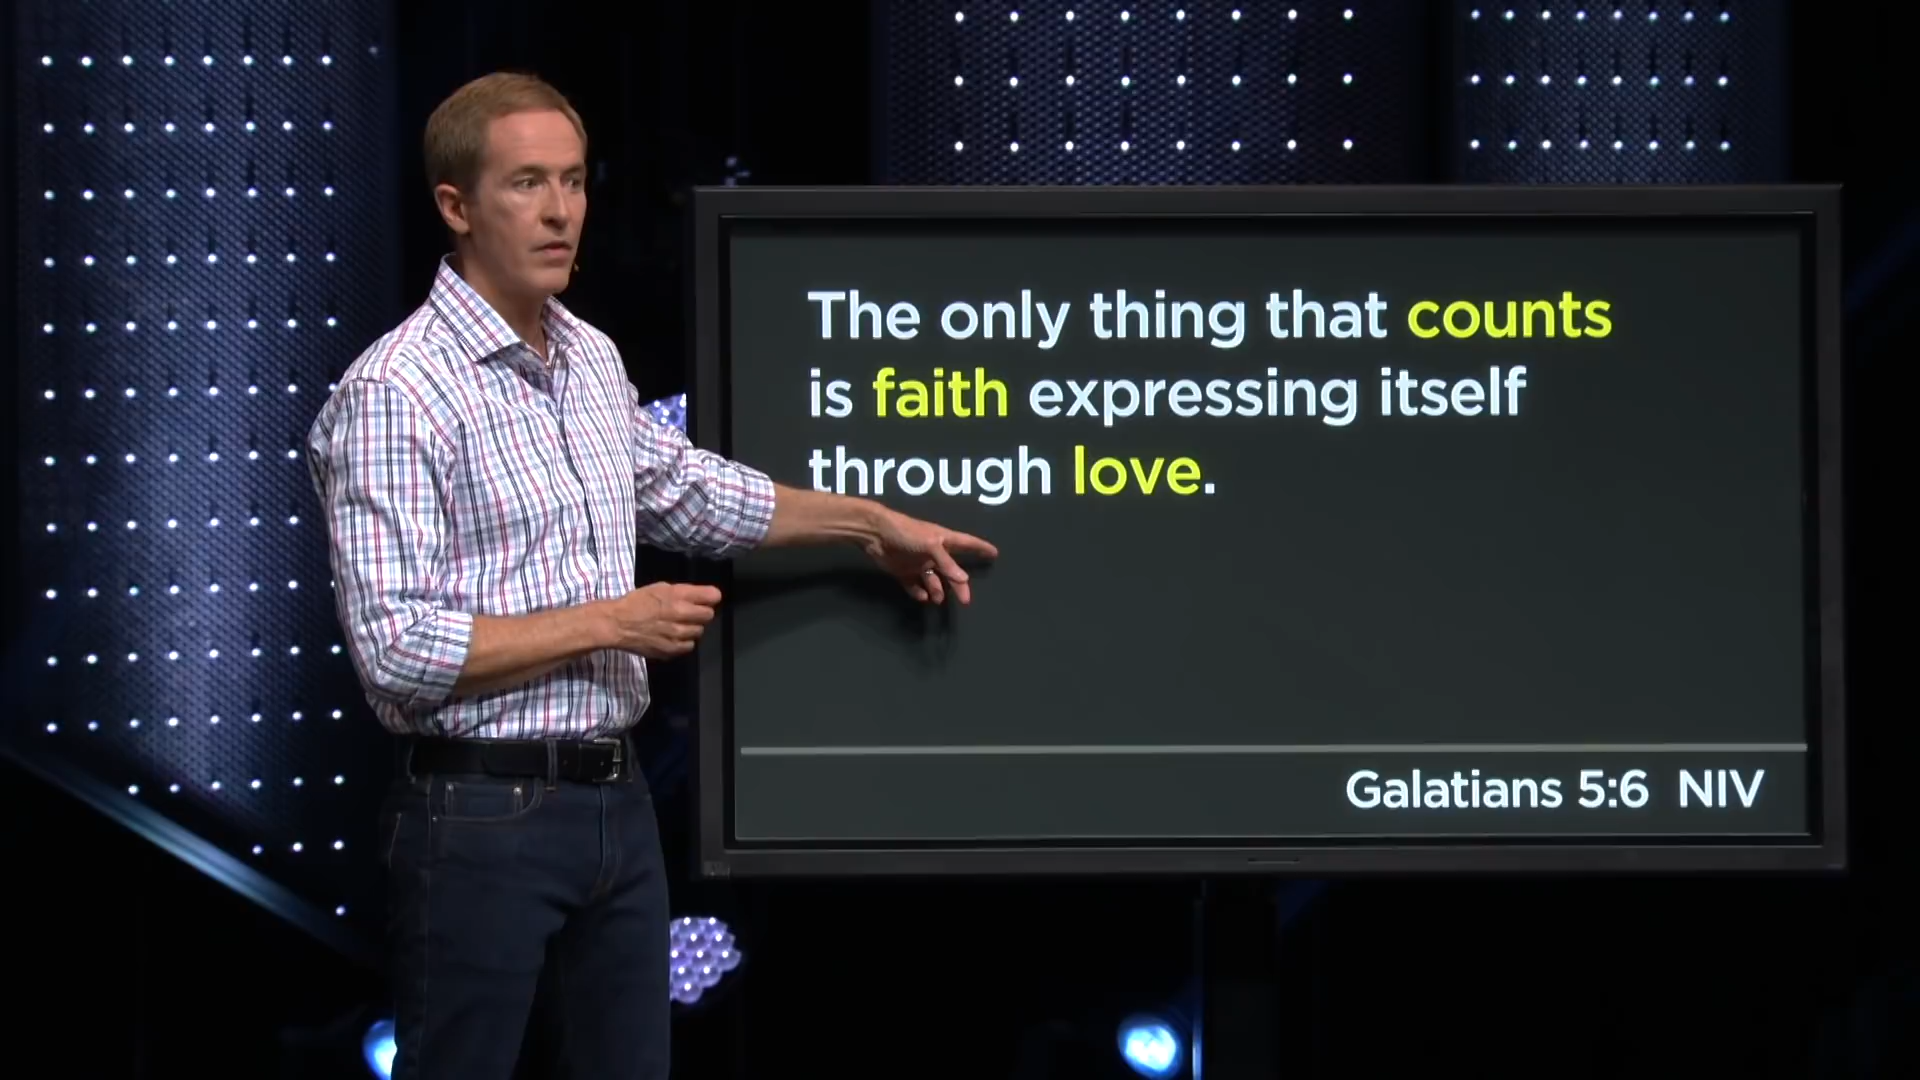 The only thing that counts
is faith expressing itself
through love.
Galatians 5:6 NIV